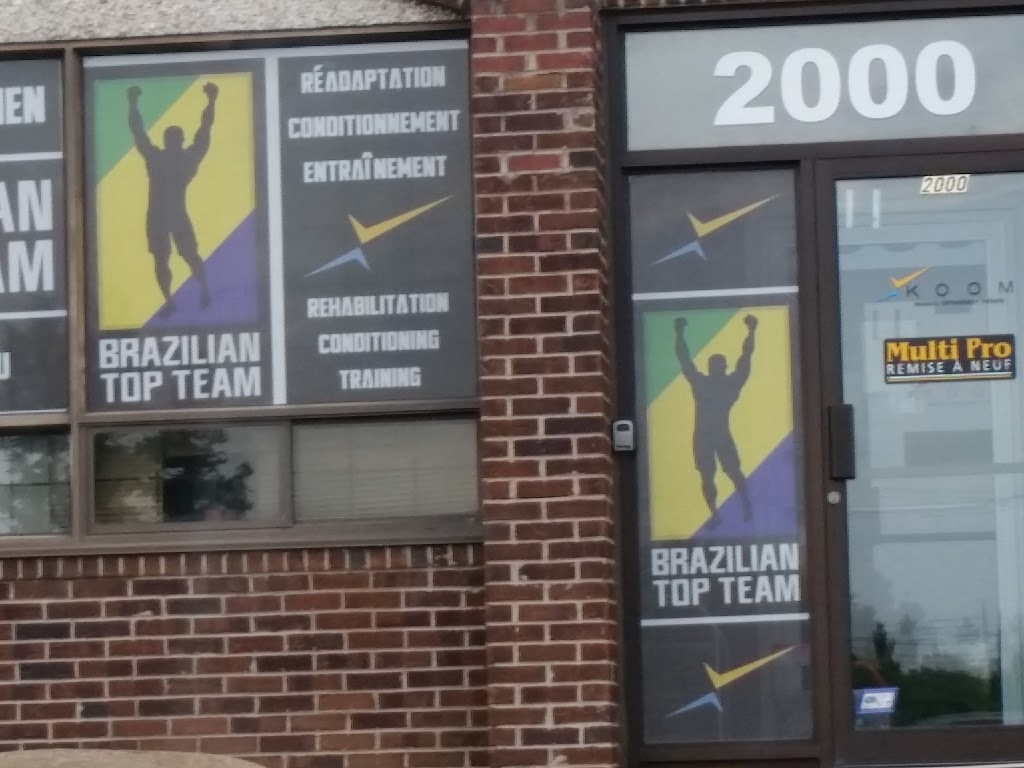 BRAZILIAN
TOP TEAM
RÉADAPTATION
CONDITIONNEMENT
ENTRAÎNEMENT
REHABILITATION
CONDITIONING
TRAINING
2000
2000
KOOM
Multi Pro
REMISE À NEUF
BRAZILIAN
TOP TEAM